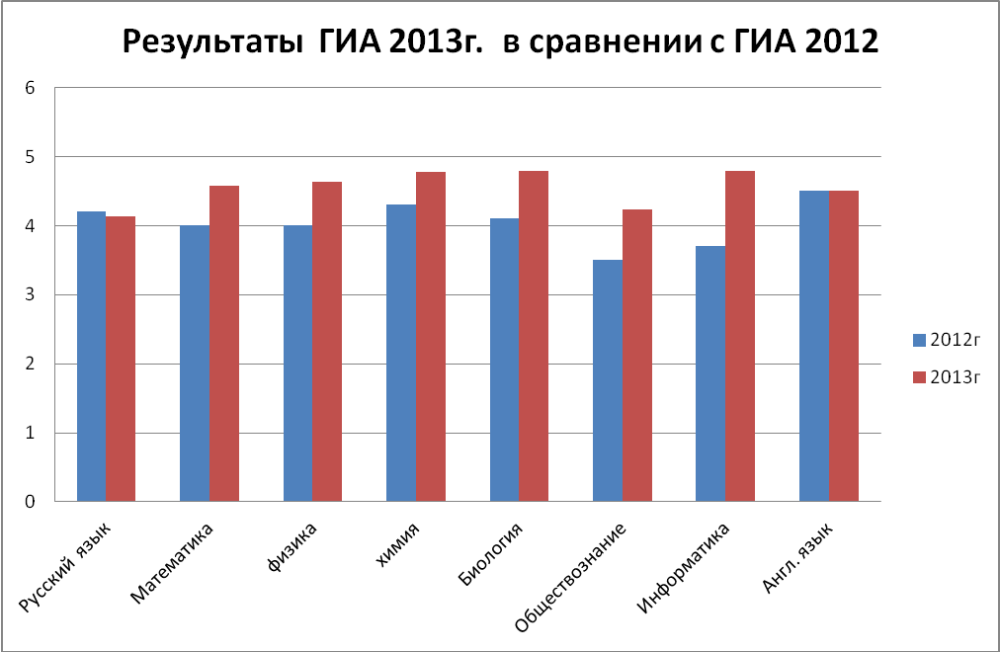 Результаты ГИА 2013г. в сравнении с ГИА 2012
6
5
4
3
2
1
0
2012г
2013г
Русский язык
Математика
физика
химия
Биология
Обществознание
Информатика
Англ. язык